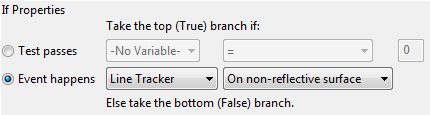 If Properties
Take the top (True) branch if:
Test passes -No Variable- = 0
Event happens Line Tracker On non-reflective surface
Else take the bottom (False) branch.